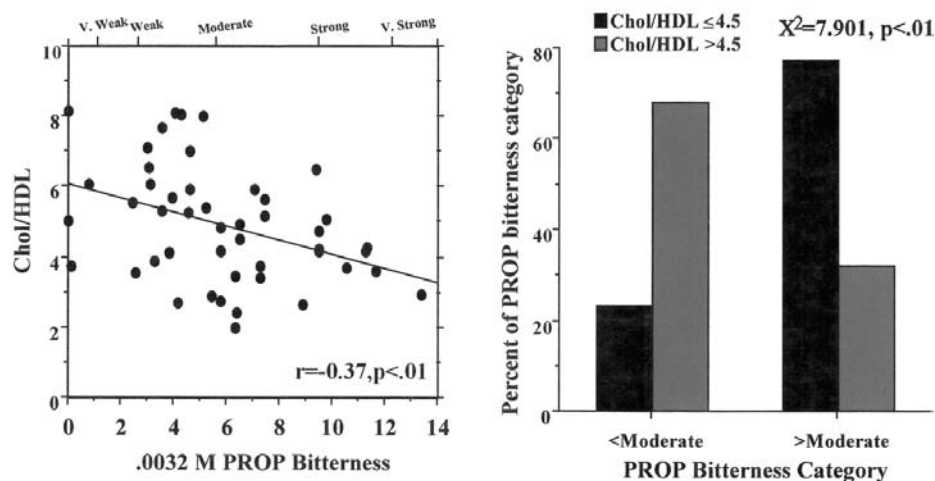 V. Weak
Weak
Moderate
Strong
V. Strong
10
8
6
4
2
0
Chol/HDL
r=-0.37,p<.01
0 2 4 6 8 10 12 14
.0032 M PROP Bitterness
Chol/HDL ≤4.5
Chol/HDL >4.5
X²=7.901, p<.01
80
60
40
20
0
Percent of PROP bitterness category
<Moderate >Moderate
PROP Bitterness Category